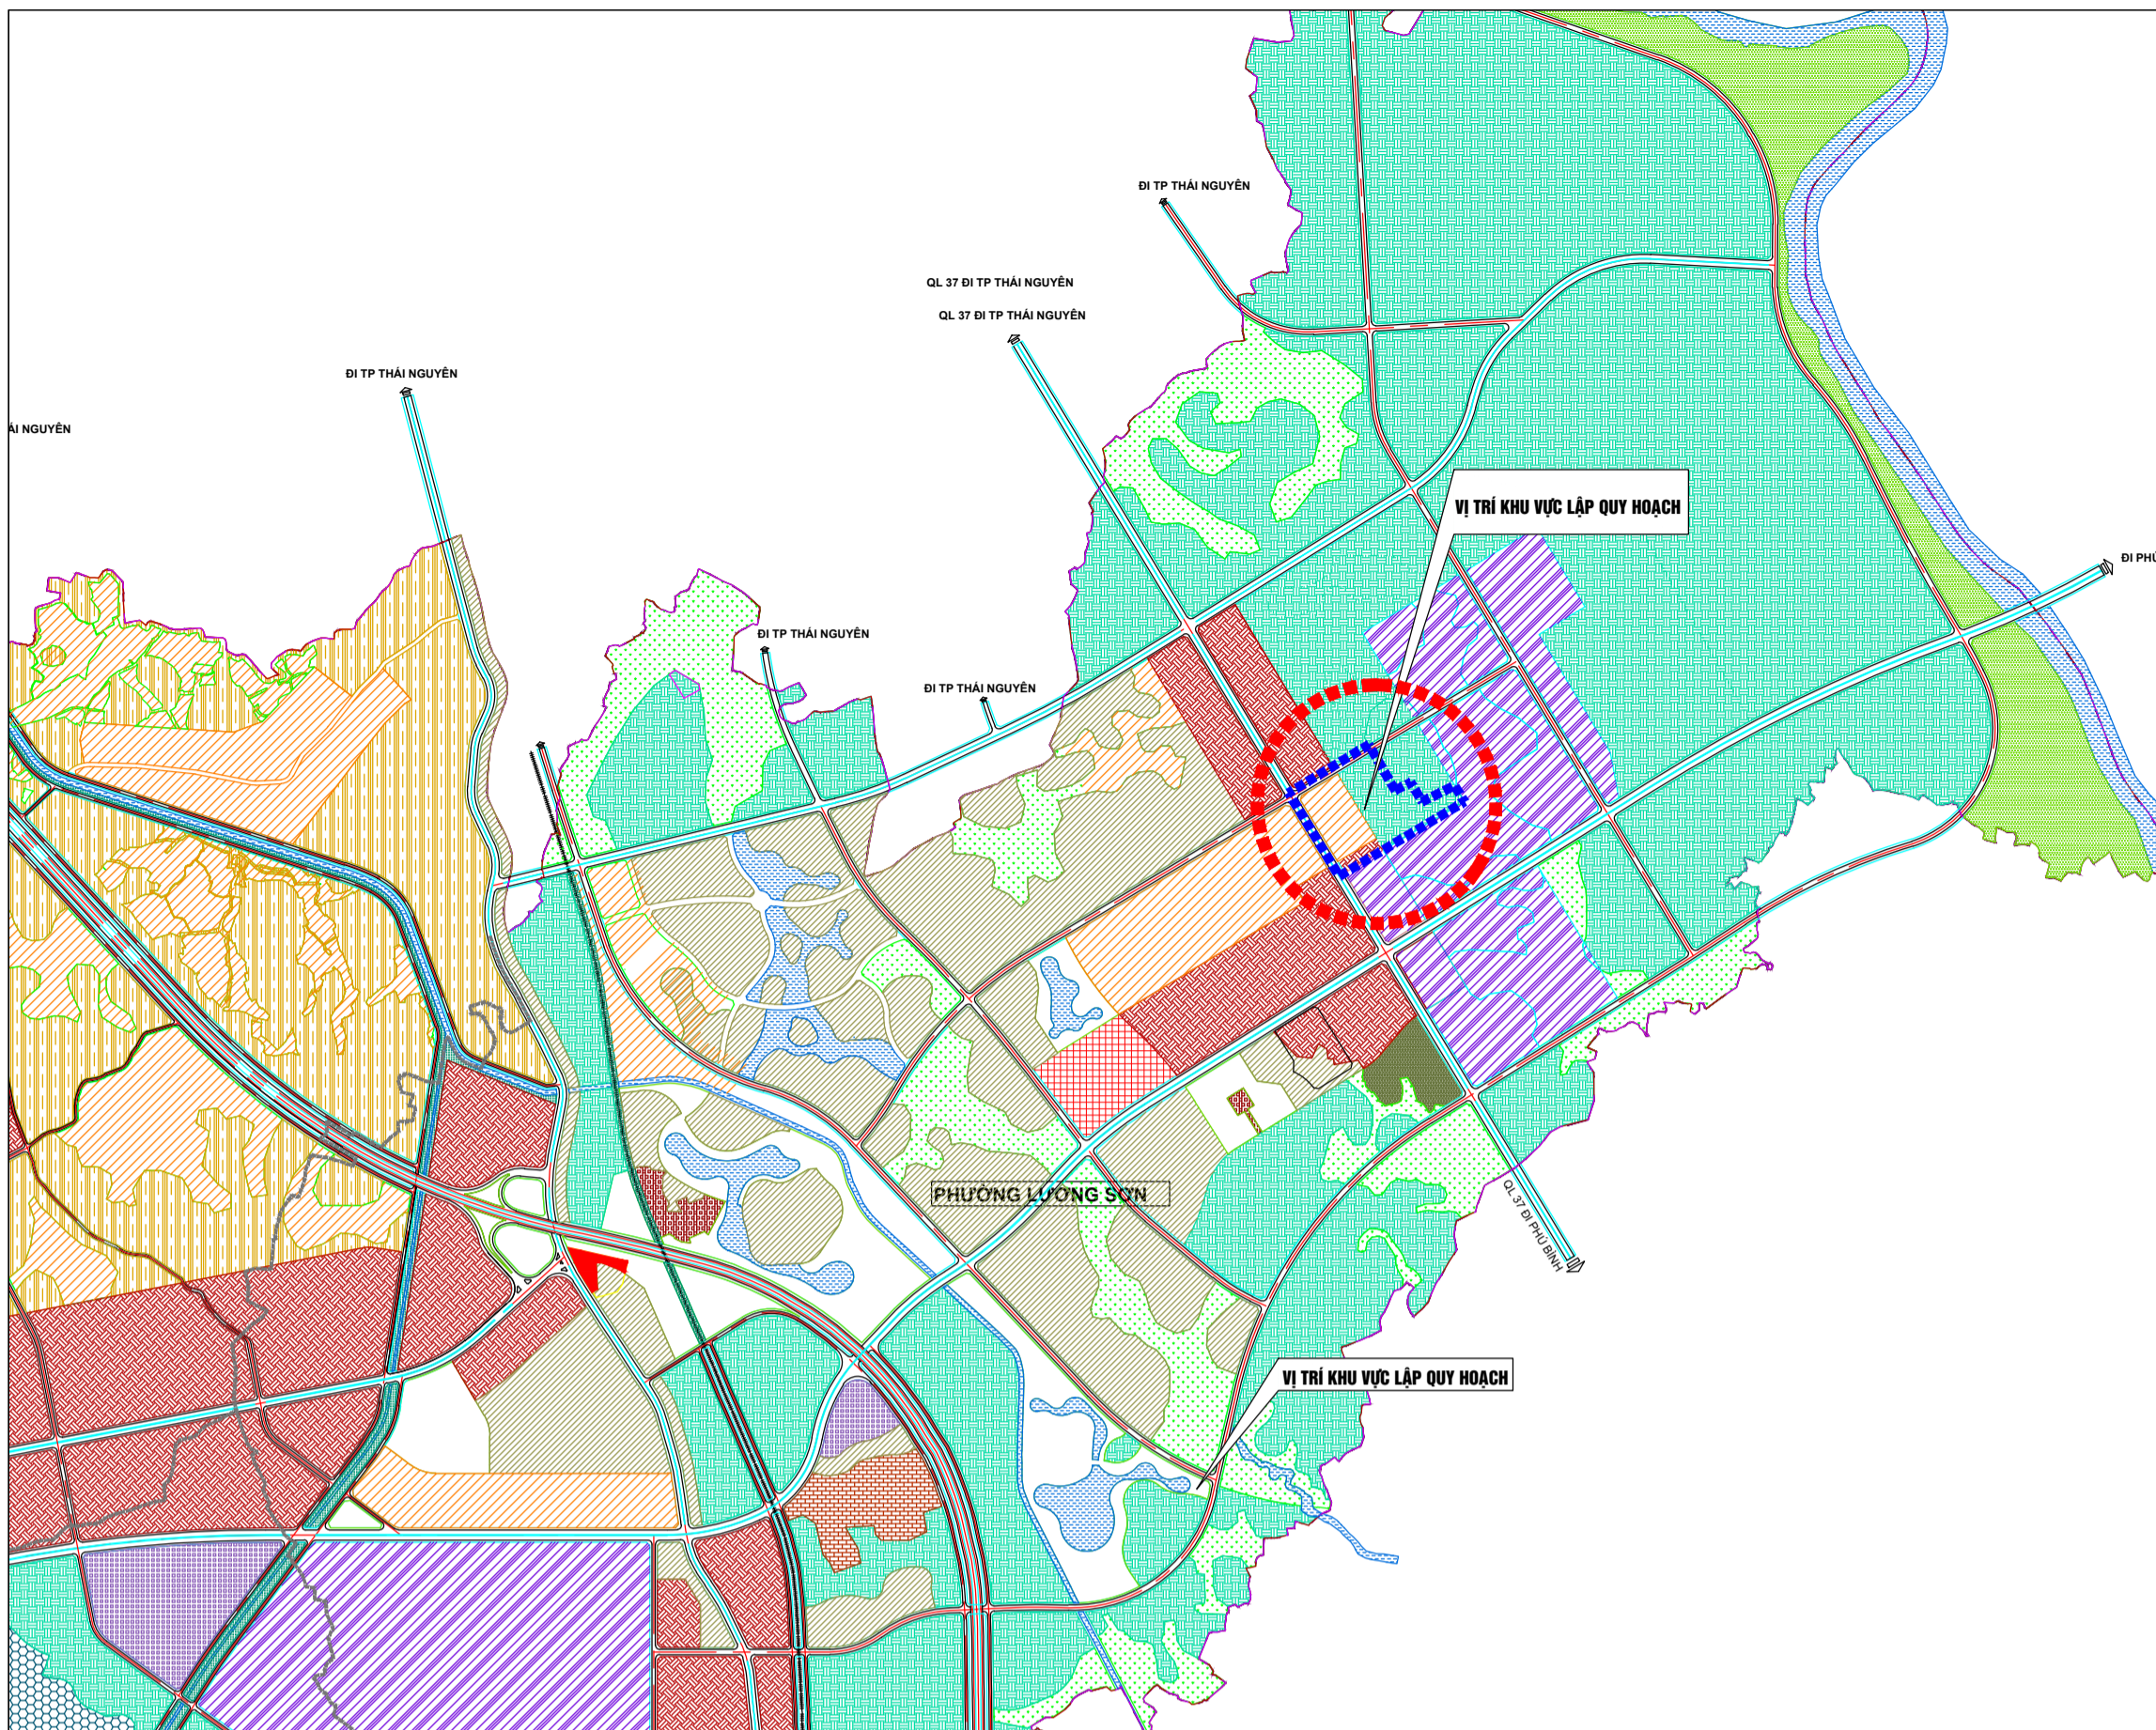 ĐI TP THÁI NGUYÊN
QL 37 ĐI TP THÁI NGUYÊN
QL 37 ĐI TP THÁI NGUYÊN
ĐI TP THÁI NGUYÊN
ÁI NGUYÊN
VỊ TRÍ KHU VỰC LẬP QUY HOẠCH
ĐI PHÚ
ĐI TP THÁI NGUYÊN
ĐI TP THÁI NGUYÊN
PHƯỜNG LƯƠNG SƠN
QL 37 ĐI PHÚ BÌNH
VỊ TRÍ KHU VỰC LẬP QUY HOẠCH